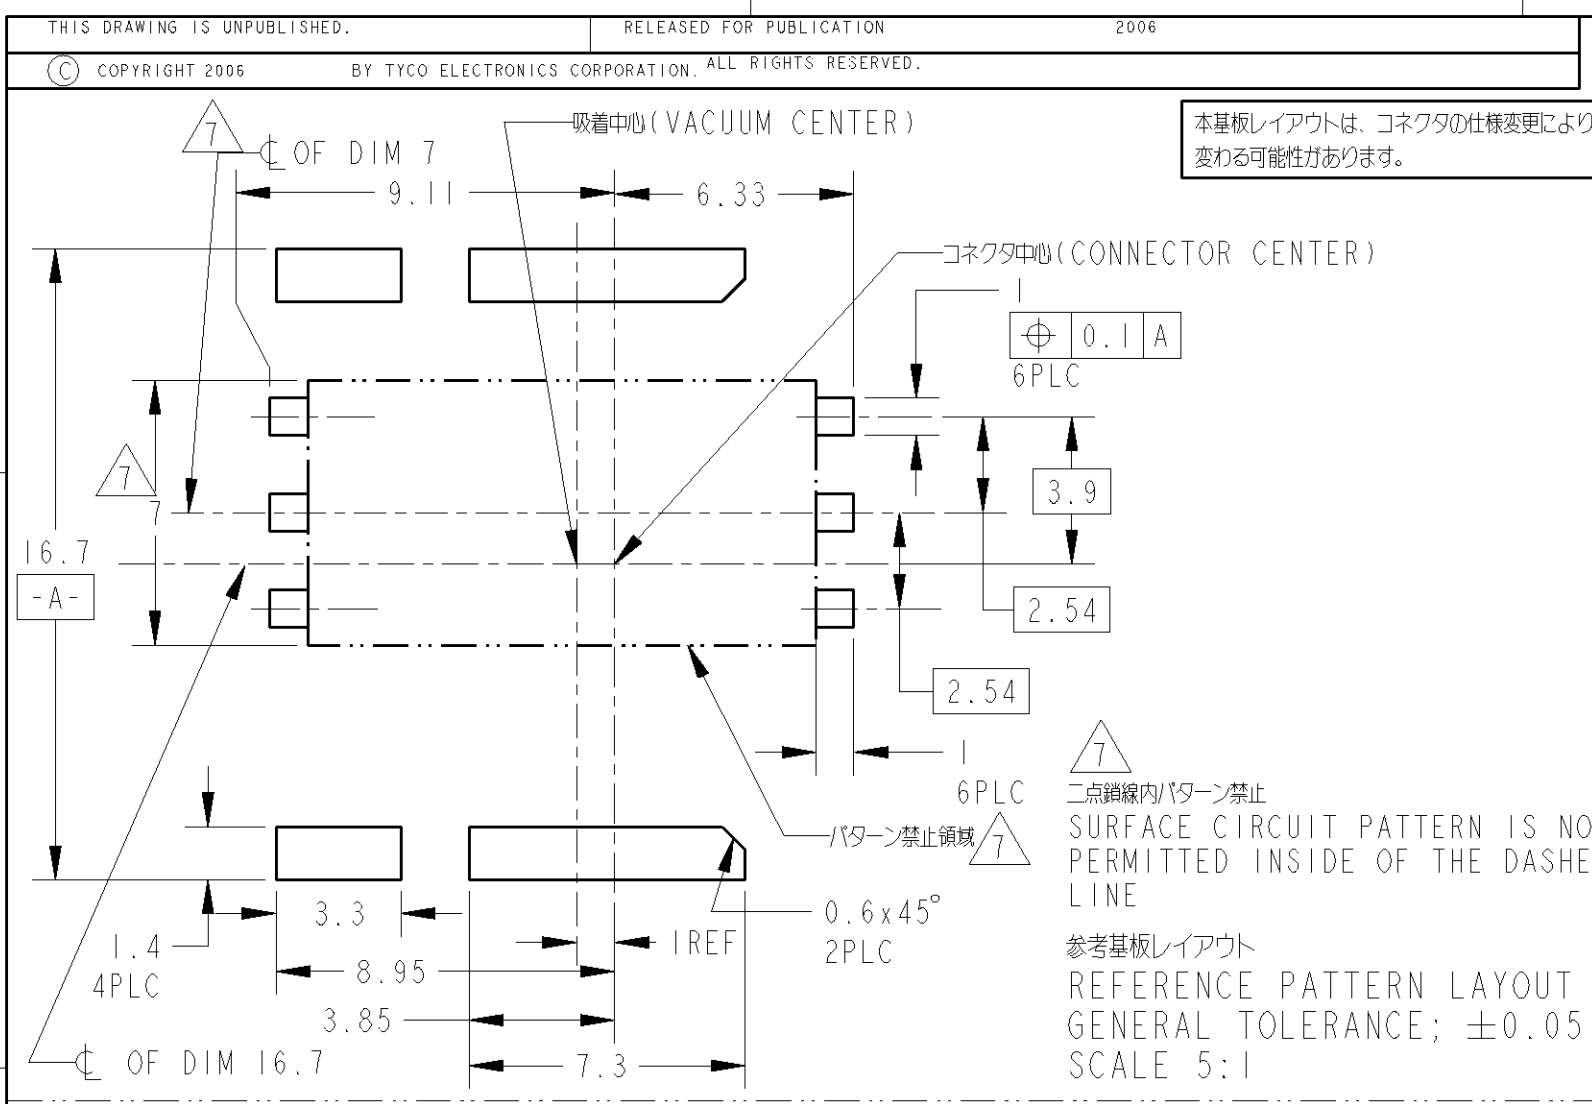 THIS DRAWING IS UNPUBLISHED.
RELEASED FOR PUBLICATION
2006
C COPYRIGHT 2006
BY TYCO ELECTRONICS CORPORATION.
ALL RIGHTS RESERVED.
本基板レイアウトは、コネクタの仕様変更により
変わる可能性があります。
7
℄ OF DIM 7
吸着中心(VACUUM CENTER)
9.11
6.33
コネクタ中心(CONNECTOR CENTER)
1
⌖ 0.1 A
6PLC
7
7
3.9
16.7
-A-
2.54
2.54
1
6PLC
7
二点鎖線内パターン禁止
SURFACE CIRCUIT PATTERN IS NO
PERMITTED INSIDE OF THE DASHE
LINE
パターン禁止領域 7
3.3
0.6x45°
2PLC
1.4
4PLC
1REF
8.95
3.85
7.3
℄ OF DIM 16.7
参考基板レイアウト
REFERENCE PATTERN LAYOUT
GENERAL TOLERANCE; ±0.05
SCALE 5:1